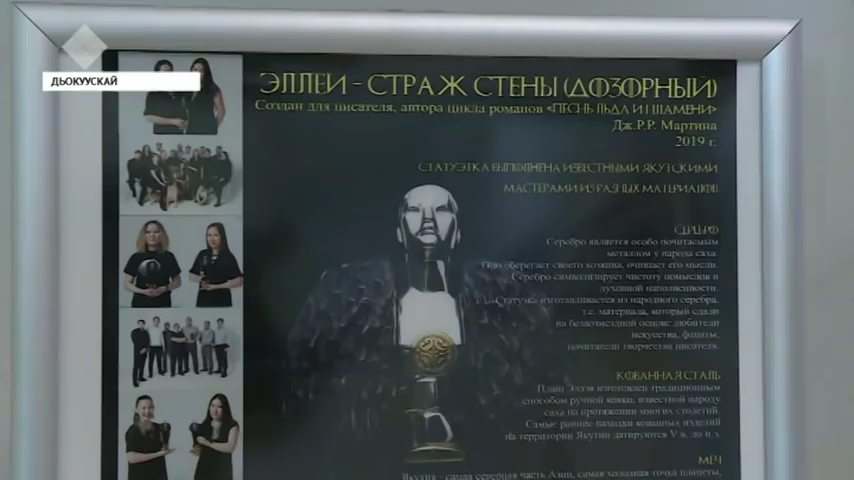 ДЬОКУУСКАЙ
ЭЛЛЕЙ - СТРАЖ СТЕНЫ (ДОЗОРНЫЙ)
Создан для писателя, автора цикла романов «ПЕСНЬ ЛЬДА И ПЛАМЕНИ»
Дж.Р.Р. Мартина
2019 г.
СТАТУЭТКА ВЫПОЛНЕНА ИЗВЕСТНЫМИ ЯКУТСКИМИ
МАСТЕРАМИ ИЗ РАЗНЫХ МАТЕРИАЛОВ
СЕРЕБРО
Серебро является особо почитаемым
металлом у народа саха.
Оно оберегает своего хозяина, очищает его мысли.
Серебро символизирует чистоту помыслов и
духовной наполненности.
Статуэтка изготавливается из народного серебра,
т.е. материала, который сдали
на безвозмездной основе любители
искусства, фанаты,
почитатели творчества писателя.
КОВАННАЯ СТАЛЬ
Плащ Эллэя изготовлен традиционным
способом ручной ковки, известной народу
саха на протяжении многих столетий.
Самые ранние находки кованных изделий
на территории Якутии датируются V в. до н.э.
МЕЧ
Якутия - самая северная часть Азии, самая холодная точка планеты,